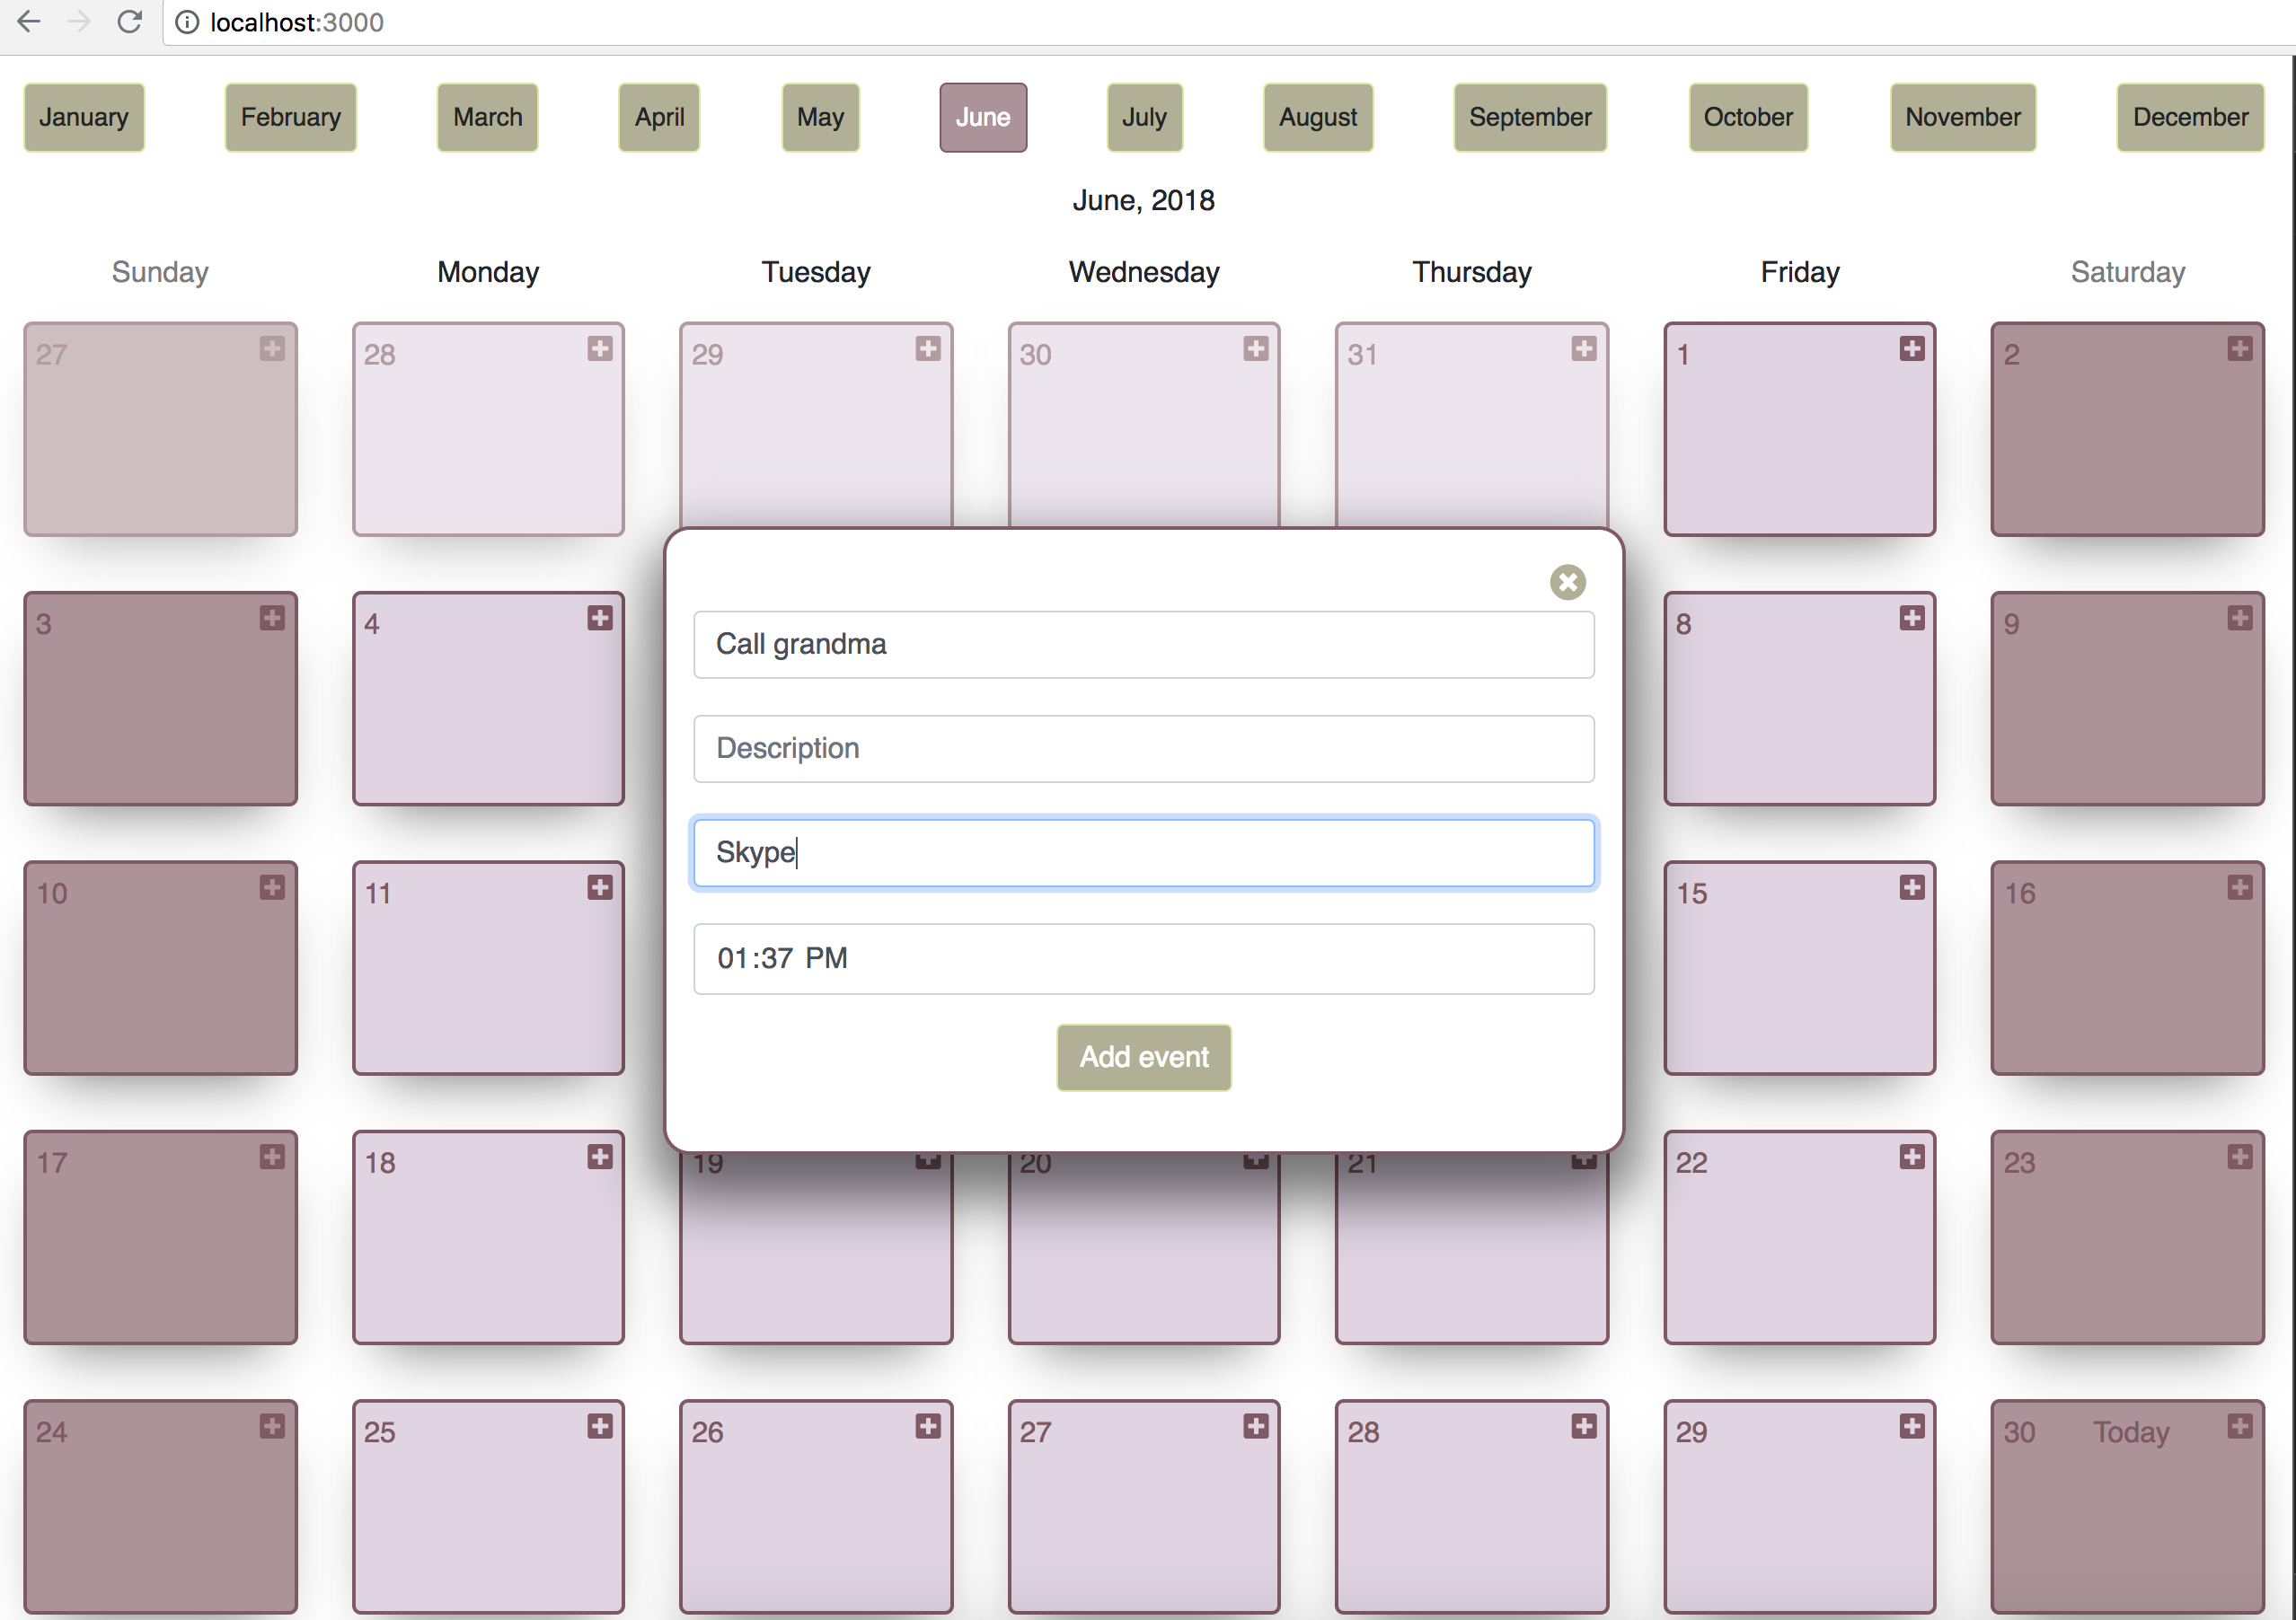 localhost:3000
January February March April May June July August September October November December
June, 2018
Sunday Monday Tuesday Wednesday Thursday Friday Saturday
27 28 29 30 31 1 2
Call grandma
3 4 8 9
Description
Skype
10 11 15 16
01:37 PM
Add event
17 18 19 20 21 22 23
24 25 26 27 28 29 30 Today